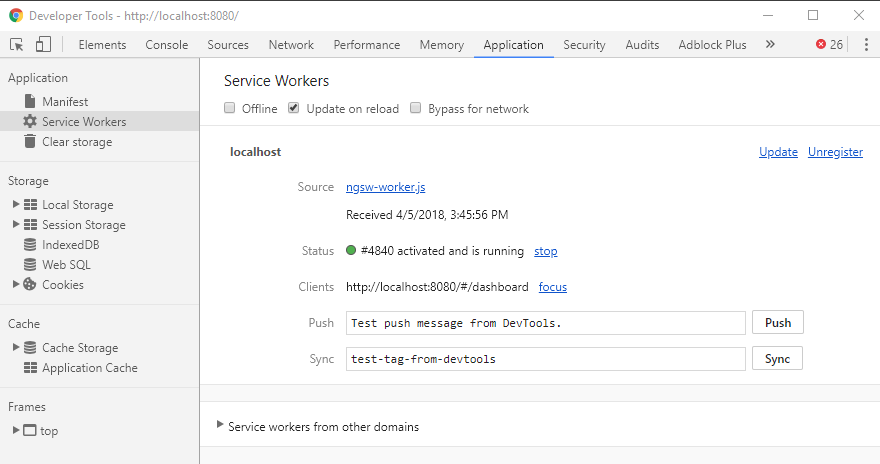 Developer Tools - http://localhost:8080/
Elements Console Sources Network Performance Memory Application Security Audits Adblock Plus » 26
Application
Manifest
Service Workers
Clear storage
Storage
Local Storage
Session Storage
IndexedDB
Web SQL
Cookies
Cache
Cache Storage
Application Cache
Frames
top
Service Workers
Offline Update on reload Bypass for network
localhost Update Unregister
Source ngsw-worker.js
Received 4/5/2018, 3:45:56 PM
Status #4840 activated and is running stop
Clients http://localhost:8080/#/dashboard focus
Push Test push message from DevTools. Push
Sync test-tag-from-devtools Sync
Service workers from other domains